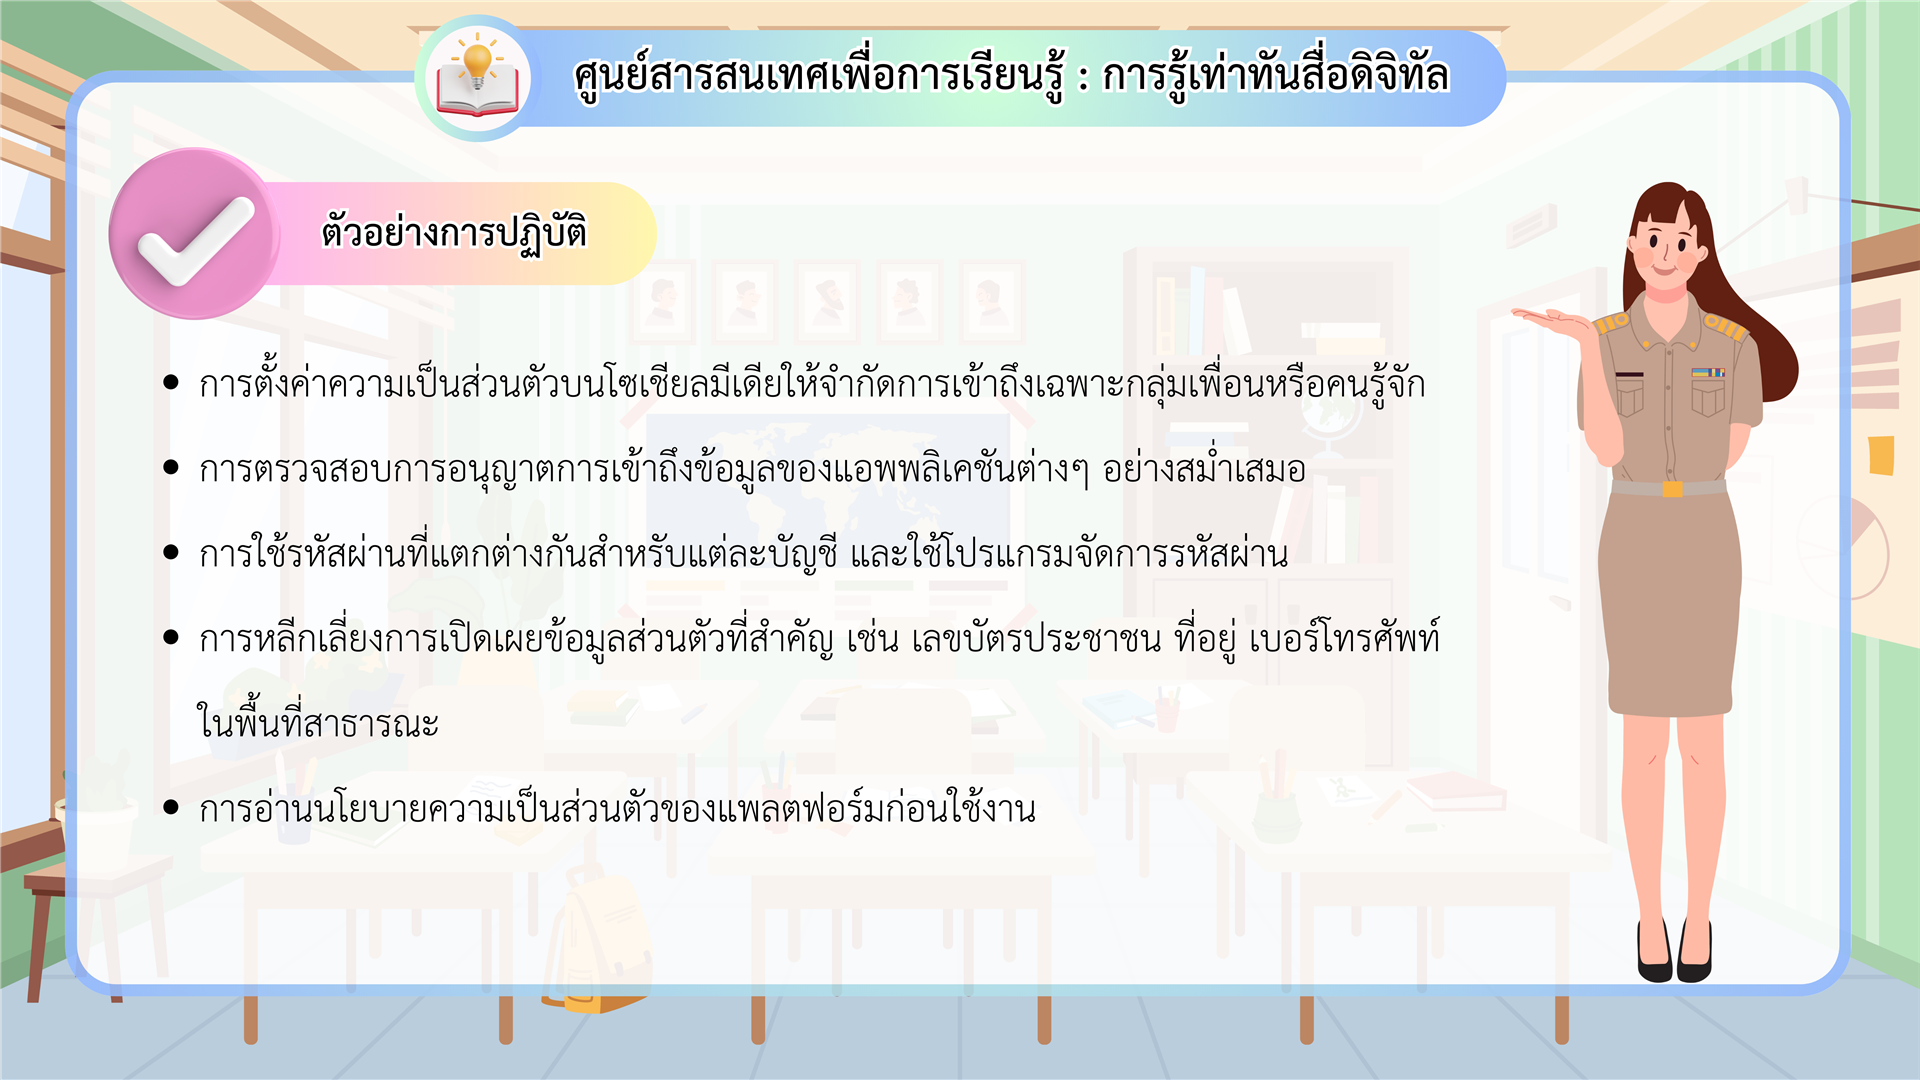 ศูนย์สารสนเทศเพื่อการเรียนรู้ : การรู้เท่าทันสื่อดิจิทัล
ตัวอย่างการปฏิบัติ
• การตั้งค่าความเป็นส่วนตัวบนโซเชียลมีเดียให้จำกัดการเข้าถึงเฉพาะกลุ่มเพื่อนหรือคนรู้จัก
• การตรวจสอบการอนุญาตการเข้าถึงข้อมูลของแอพพลิเคชันต่างๆ อย่างสม่ำเสมอ
• การใช้รหัสผ่านที่แตกต่างกันสำหรับแต่ละบัญชี และใช้โปรแกรมจัดการรหัสผ่าน
• การหลีกเลี่ยงการเปิดเผยข้อมูลส่วนตัวที่สำคัญ เช่น เลขบัตรประชาชน ที่อยู่ เบอร์โทรศัพท์
ในพื้นที่สาธารณะ
• การอ่านนโยบายความเป็นส่วนตัวของแพลตฟอร์มก่อนใช้งาน